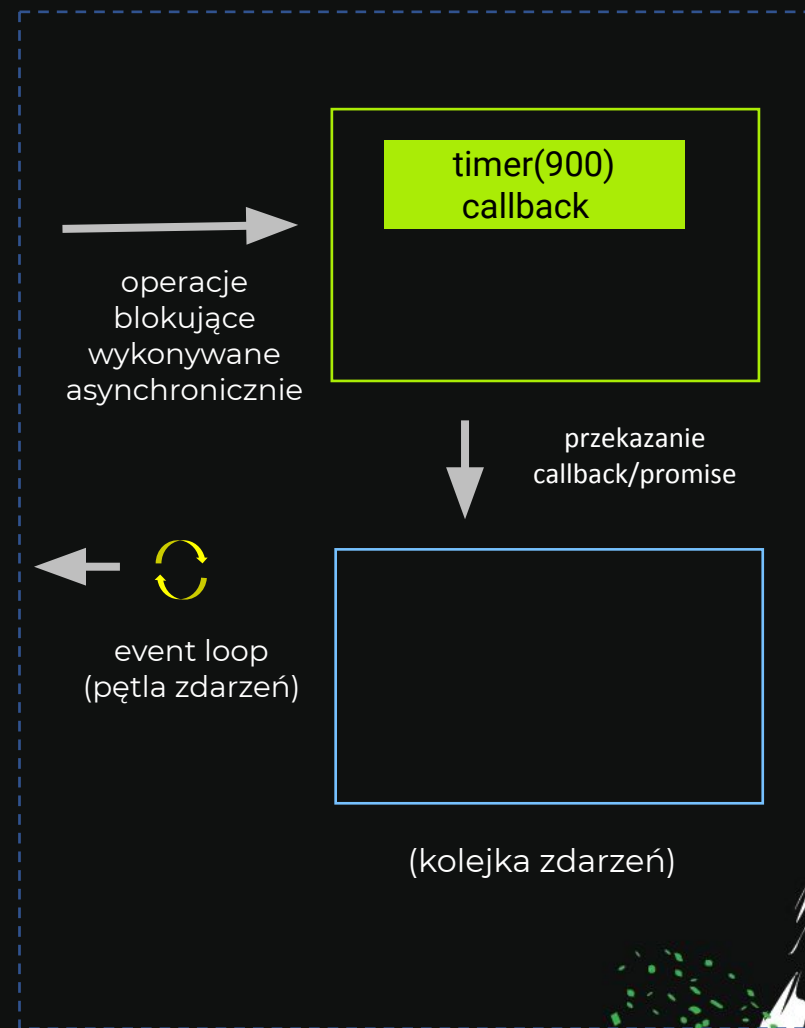 timer(900)
callback
operacje
blokujące
wykonywane
asynchronicznie
przekazanie
callback/promise
event loop
(pętla zdarzeń)
(kolejka zdarzeń)